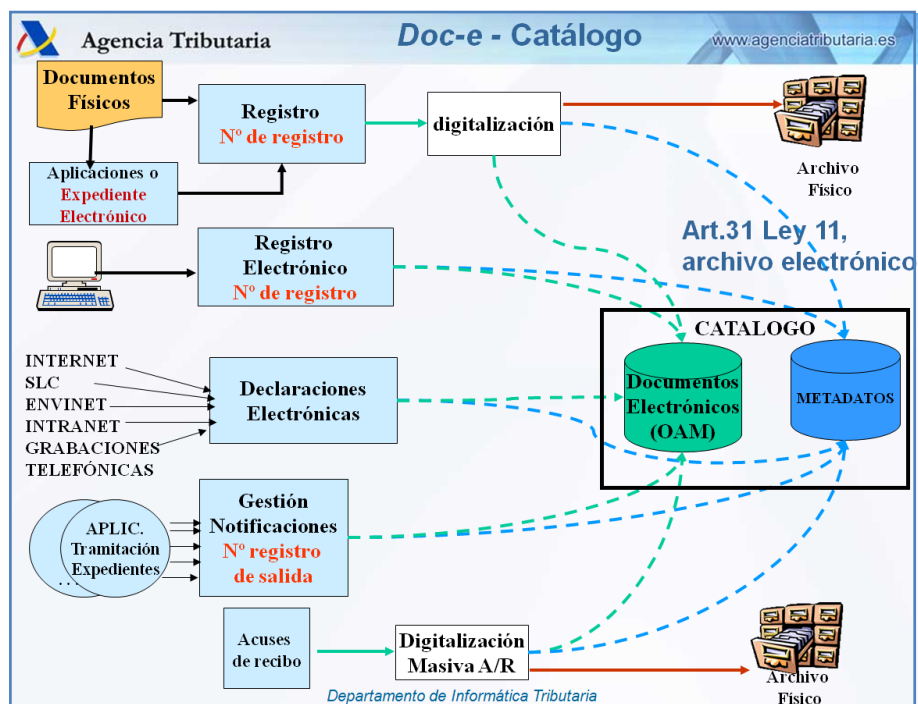 Agencia Tributaria
Doc-e - Catálogo
www.agenciatributaria.es
Documentos
Físicos
Registro
Nº de registro
digitalización
Archivo
Físico
Aplicaciones o
Expediente
Electrónico
Registro
Electrónico
Nº de registro
Art.31 Ley 11,
archivo electrónico
CATALOGO
Documentos
Electrónicos
(OAM)
METADATOS
INTERNET
SLC
ENVINET
INTRANET
GRABACIONES
TELEFÓNICAS
Declaraciones
Electrónicas
APLIC.
Tramitación
Expedientes
...
Gestión
Notificaciones
Nº registro
de salida
Acuses
de recibo
Digitalización
Masiva A/R
Archivo
Físico
Departamento de Informática Tributaria